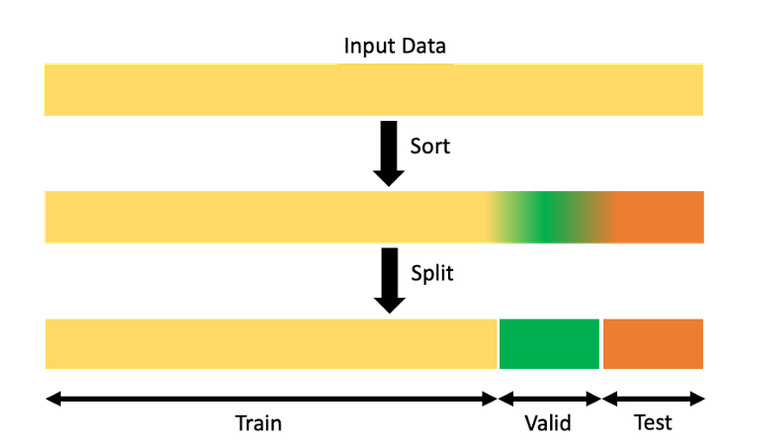 Input Data
Sort
Split
Train
Valid
Test